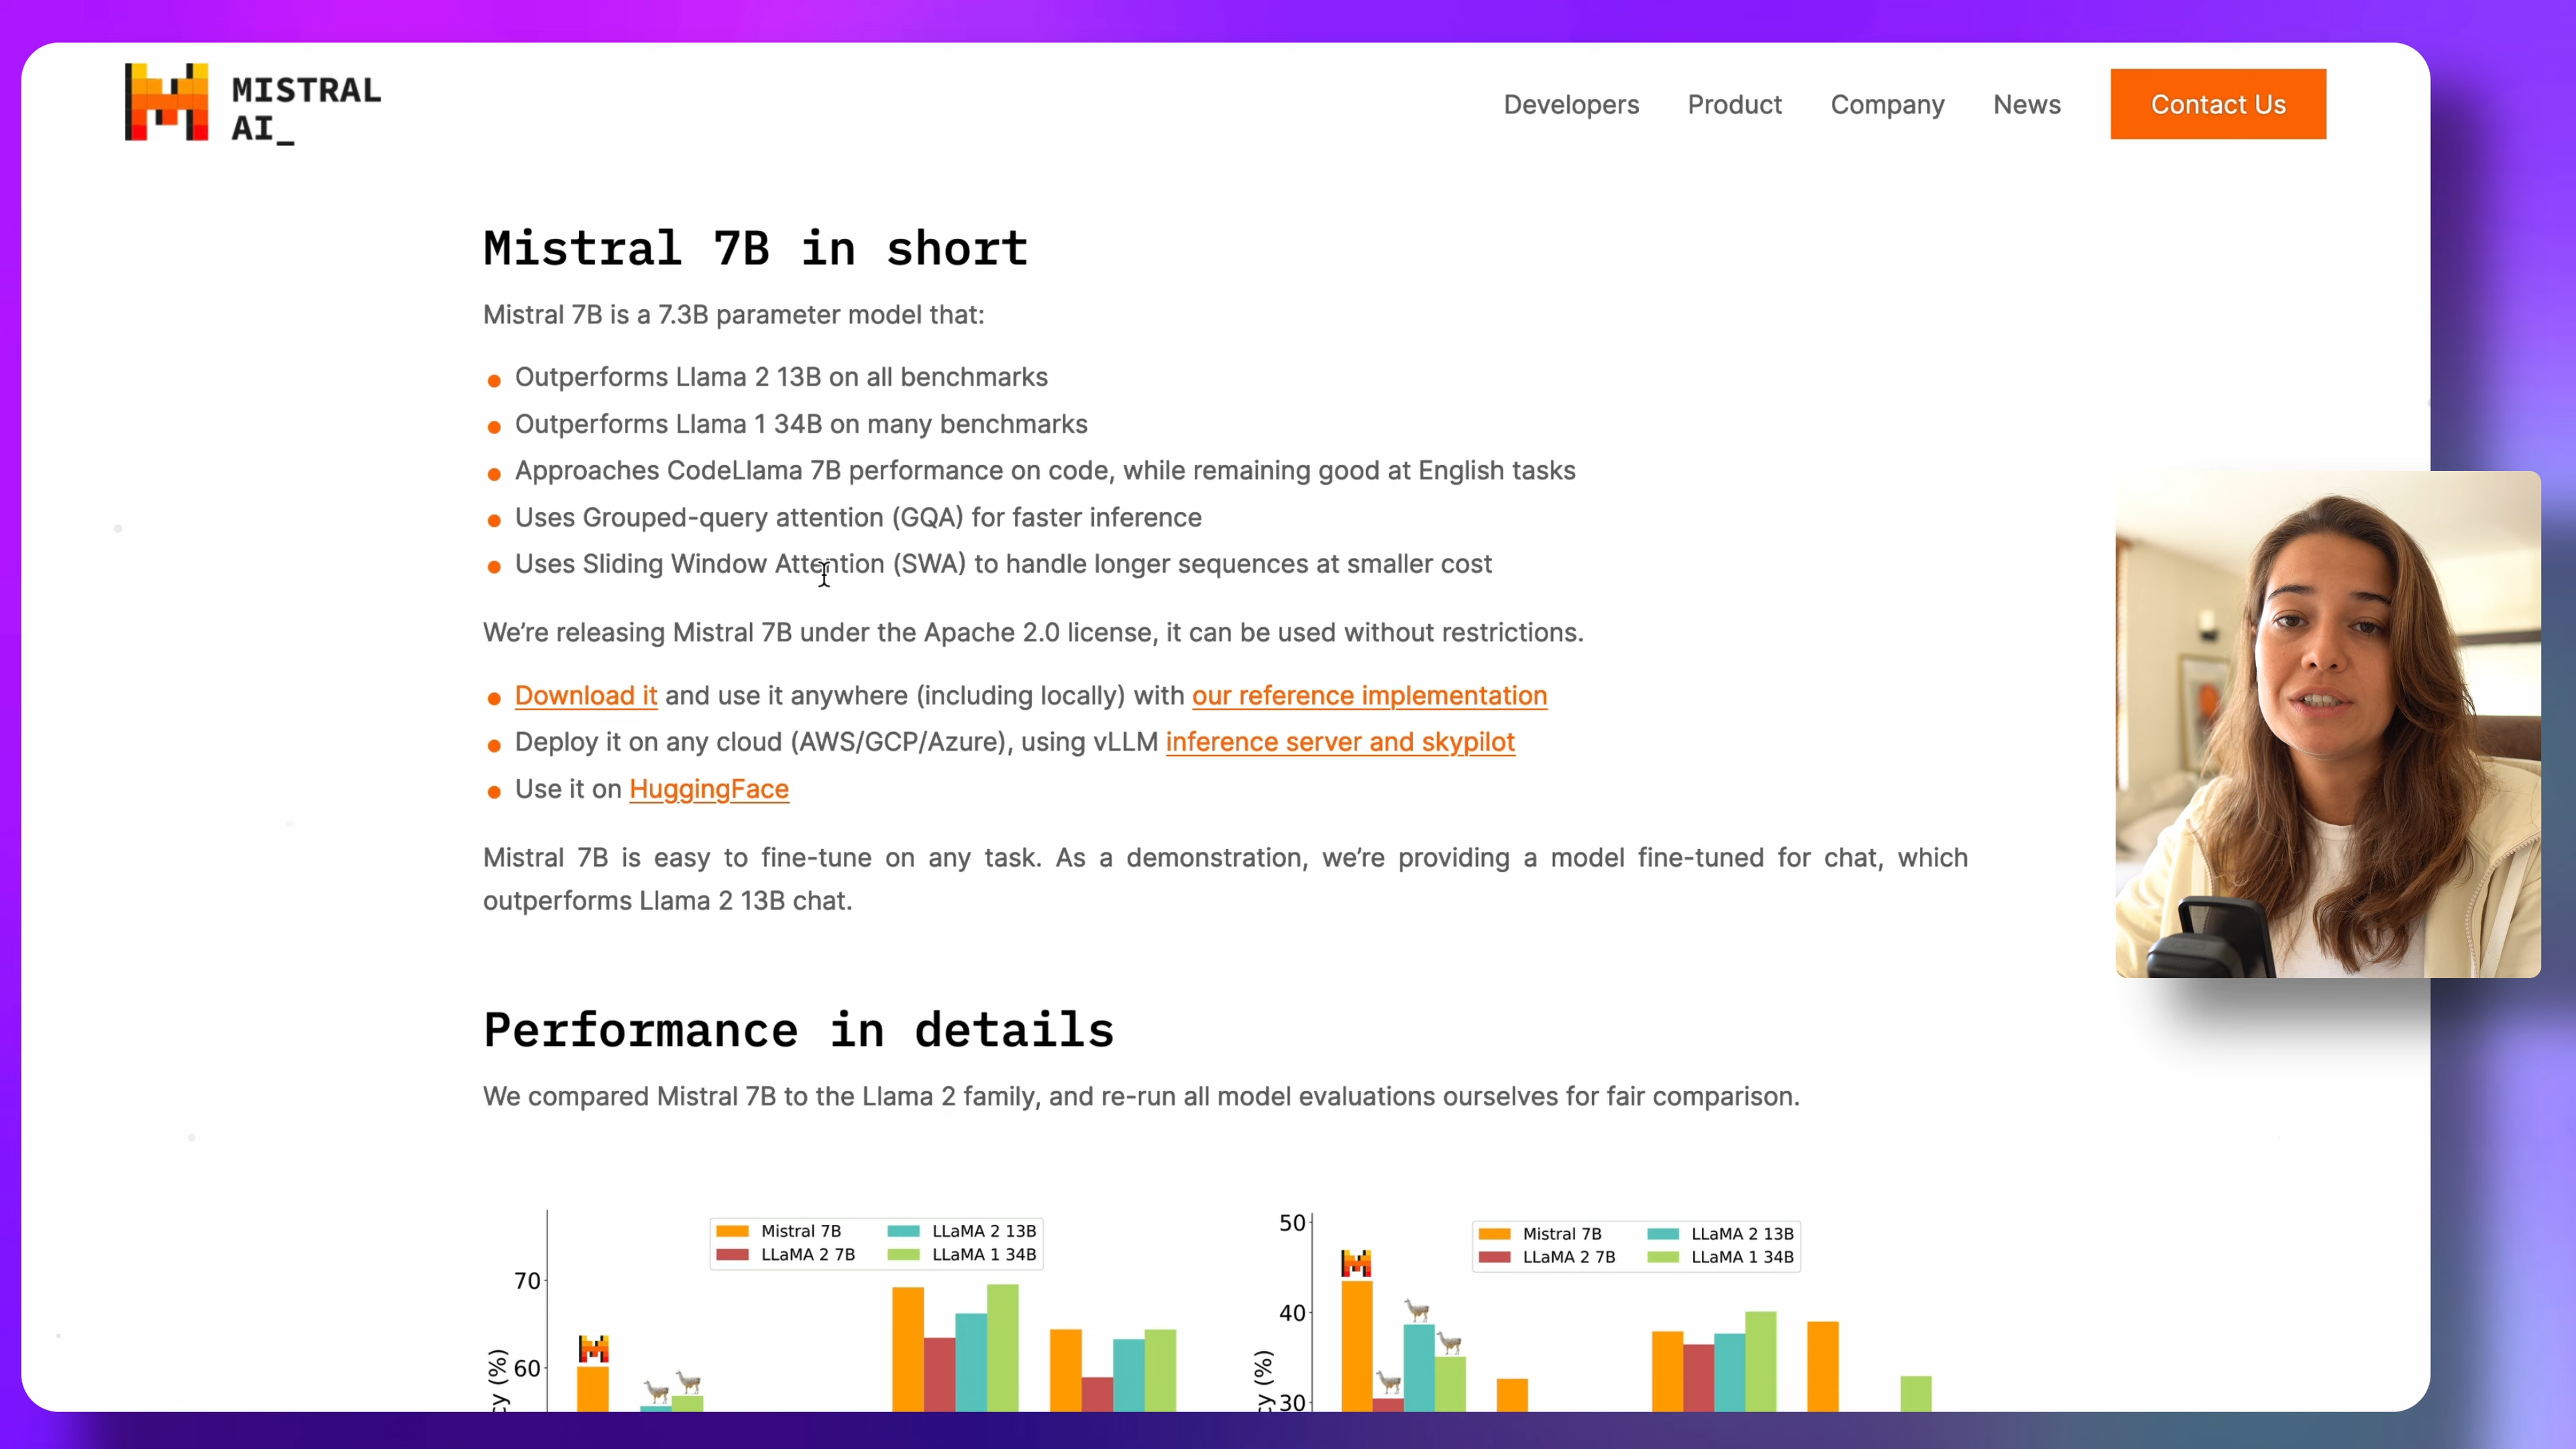 MISTRAL
AI_
Developers Product Company News Contact Us
Mistral 7B in short
Mistral 7B is a 7.3B parameter model that:
Outperforms Llama 2 13B on all benchmarks
Outperforms Llama 1 34B on many benchmarks
Approaches CodeLlama 7B performance on code, while remaining good at English tasks
Uses Grouped-query attention (GQA) for faster inference
Uses Sliding Window Attention (SWA) to handle longer sequences at smaller cost
We’re releasing Mistral 7B under the Apache 2.0 license, it can be used without restrictions.
Download it and use it anywhere (including locally) with our reference implementation
Deploy it on any cloud (AWS/GCP/Azure), using vLLM inference server and skypilot
Use it on HuggingFace
Mistral 7B is easy to fine-tune on any task. As a demonstration, we’re providing a model fine-tuned for chat, which
outperforms Llama 2 13B chat.
Performance in details
We compared Mistral 7B to the Llama 2 family, and re-run all model evaluations ourselves for fair comparison.
Mistral 7B LLaMA 2 13B
LLaMA 2 7B LLaMA 1 34B
70
60
(%)
50
Mistral 7B LLaMA 2 13B
LLaMA 2 7B LLaMA 1 34B
40
30
(%)